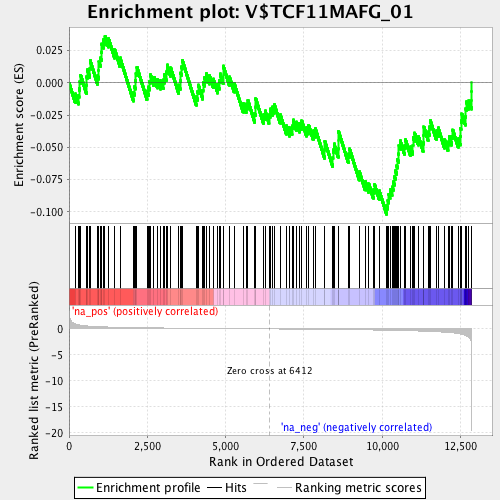 Enrichment plot: V$TCF11MAFG_01
Enrichment score (ES)
0.025
0.000
-0.025
-0.050
-0.075
-0.100
'na_pos' (positively correlated)
Ranked list metric (PreRanked)
0
-5
-10
-15
-20
Zero cross at 6412
'na_neg' (negatively correlated)
0
2,500
5,000
7,500
10,000
12,500
Rank in Ordered Dataset
Enrichment profile
Hits
Ranking metric scores